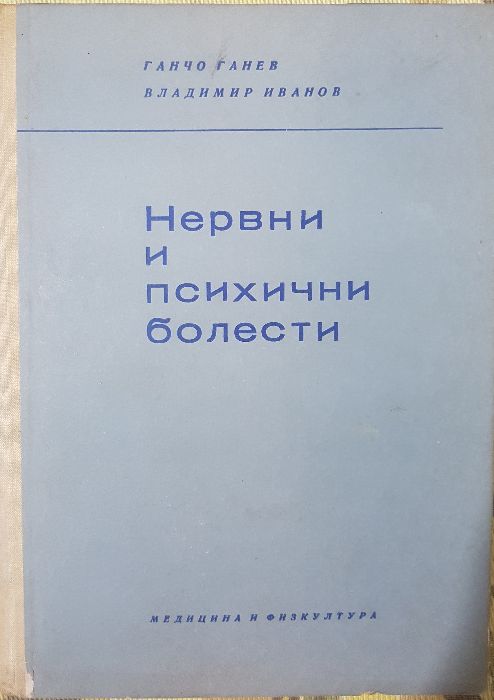 ГАНЧО ГАНЕВ
ВЛАДИМИР ИВАНОВ
Нервни
и
психични
болести
МЕДИЦИНА И ФИЗКУЛТУРА